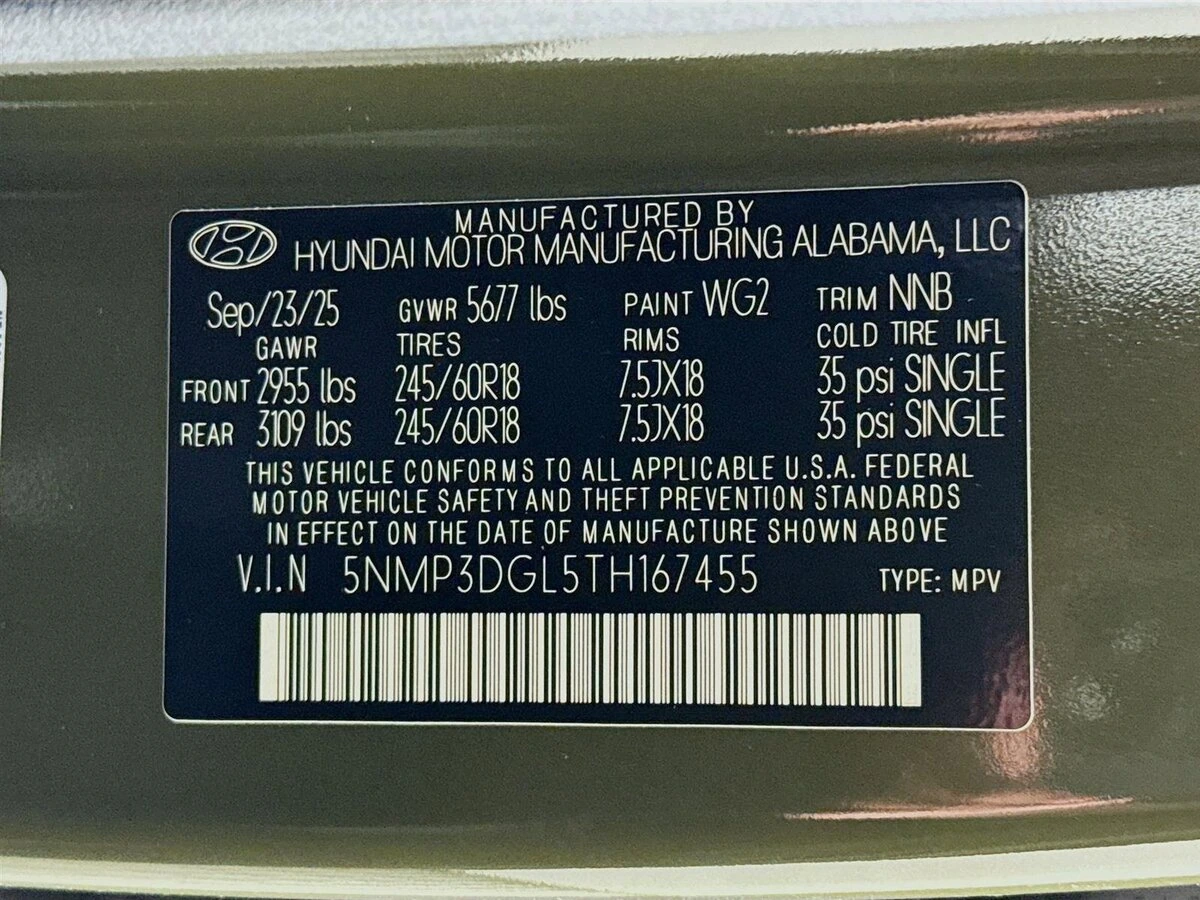 MANUFACTURED BY
HYUNDAI MOTOR MANUFACTURING ALABAMA, LLC
Sep/23/25 GVWR 5677 lbs PAINT WG2 TRIM NNB
GAWR TIRES RIMS COLD TIRE INFL
FRONT 2955 lbs 245/60R18 7.5JX18 35 psi SINGLE
REAR 3109 lbs 245/60R18 7.5JX18 35 psi SINGLE
THIS VEHICLE CONFORMS TO ALL APPLICABLE U.S.A. FEDERAL
MOTOR VEHICLE SAFETY AND THEFT PREVENTION STANDARDS
IN EFFECT ON THE DATE OF MANUFACTURE SHOWN ABOVE
V.I.N 5NMP3DGL5TH167455 TYPE: MPV